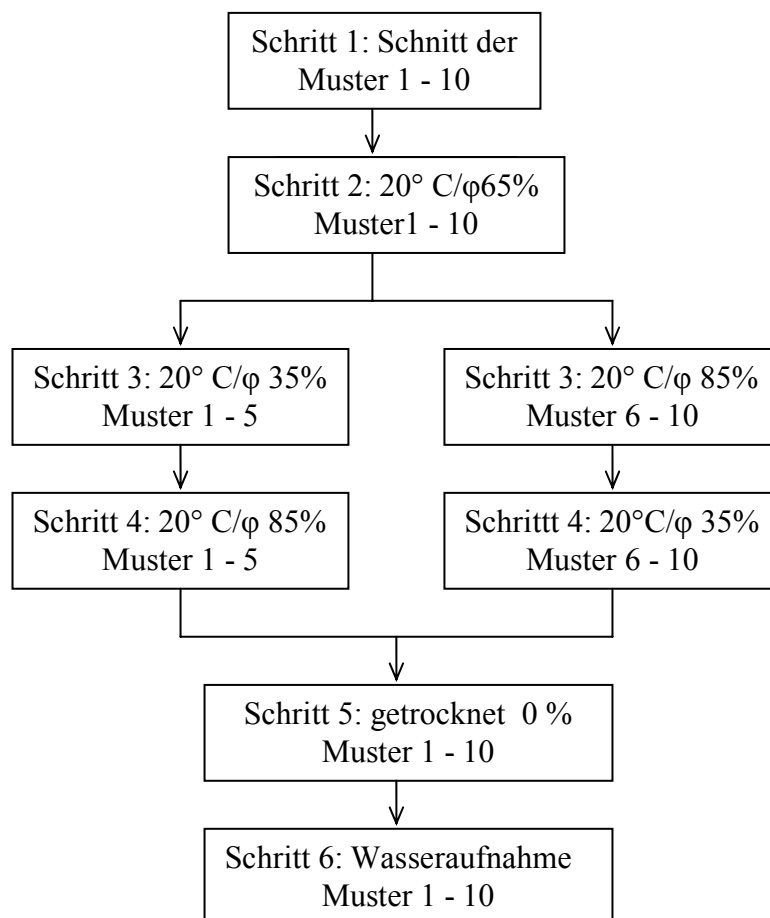 Schritt 1: Schnitt der
Muster 1 - 10
Schritt 2: 20° C/φ65%
Muster1 - 10
Schritt 3: 20° C/φ 35%
Muster 1 - 5
Schritt 3: 20° C/φ 85%
Muster 6 - 10
Schritt 4: 20° C/φ 85%
Muster 1 - 5
Schrittt 4: 20°C/φ 35%
Muster 6 - 10
Schritt 5: getrocknet 0 %
Muster 1 - 10
Schritt 6: Wasseraufnahme
Muster 1 - 10